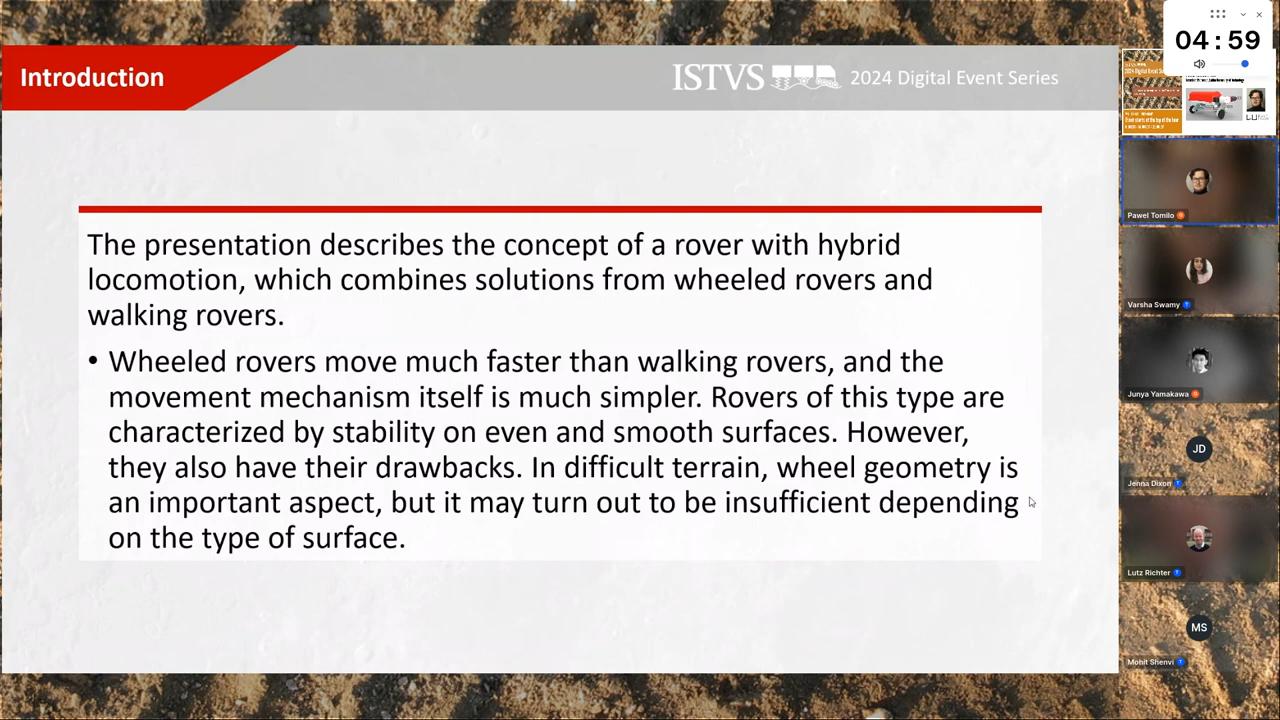 Introduction
ISTVS
2024 Digital Event Series
04:59
The presentation describes the concept of a rover with hybrid
locomotion, which combines solutions from wheeled rovers and
walking rovers.
• Wheeled rovers move much faster than walking rovers, and the
movement mechanism itself is much simpler. Rovers of this type are
characterized by stability on even and smooth surfaces. However,
they also have their drawbacks. In difficult terrain, wheel geometry is
an important aspect, but it may turn out to be insufficient depending
on the type of surface.
Pawel Tomilo
Varsha Swamy
Junya Yamakawa
JD
Jenna Dixon
Lutz Richter
MS
Mohit Shenvi